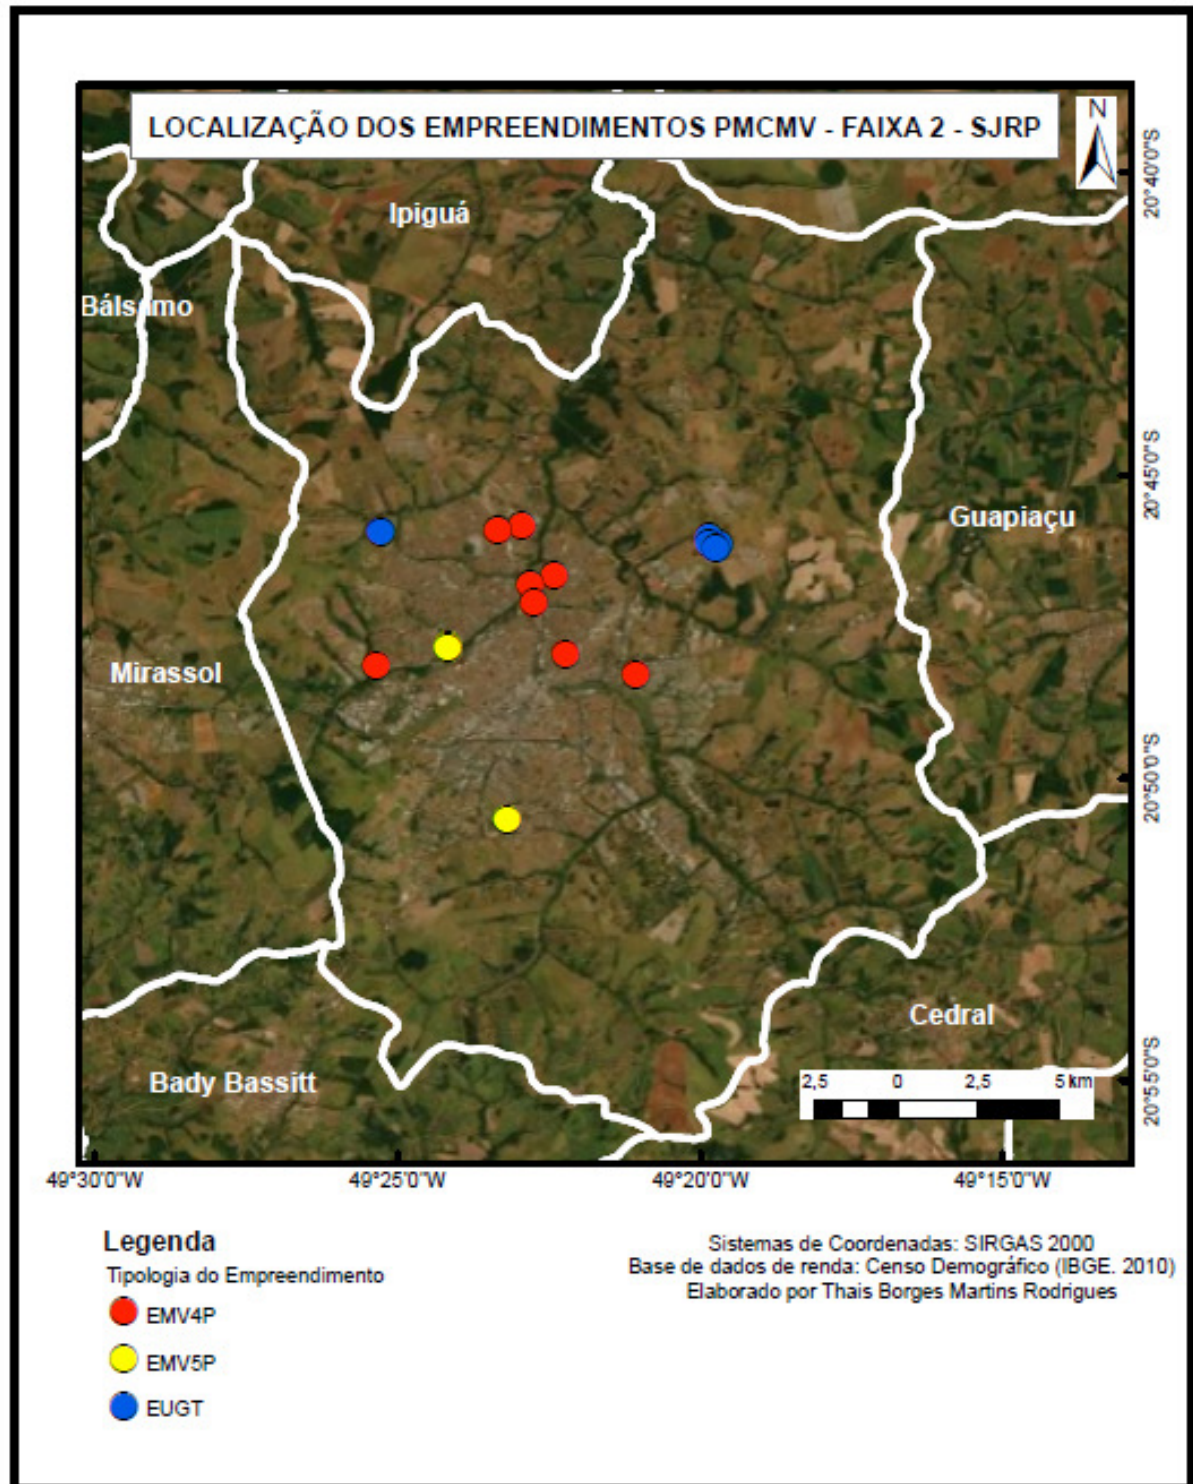 LOCALIZAÇÃO DOS EMPREENDIMENTOS PMCMV - FAIXA 2 - SJRP
N
20°40'0"S
Ipiguá
Bálsamo
20°45'0"S
Guapiaçu
Mirassol
20°50'0"S
Cedral
Bady Bassitt
2,5 0 2,5 5 km
20°55'0"S
49°30'0"W 49°25'0"W 49°20'0"W 49°15'0"W
Legenda
Tipologia do Empreendimento
EMV4P
EMV5P
EUGT
Sistemas de Coordenadas: SIRGAS 2000
Base de dados de renda: Censo Demográfico (IBGE. 2010)
Elaborado por Thais Borges Martins Rodrigues